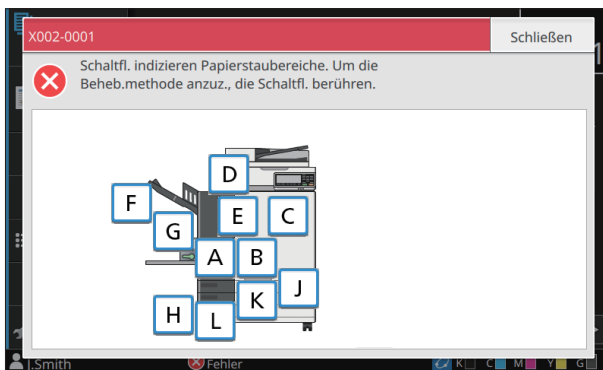 X002-0001
Schließen
Schaltfl. indizieren Papierstaubereiche. Um die
Beheb.methode anzuz., die Schaltfl. berühren.
D
F
E
C
G
A
B
J
K
H
L
J.Smith
Fehler
K
C
M
Y
G